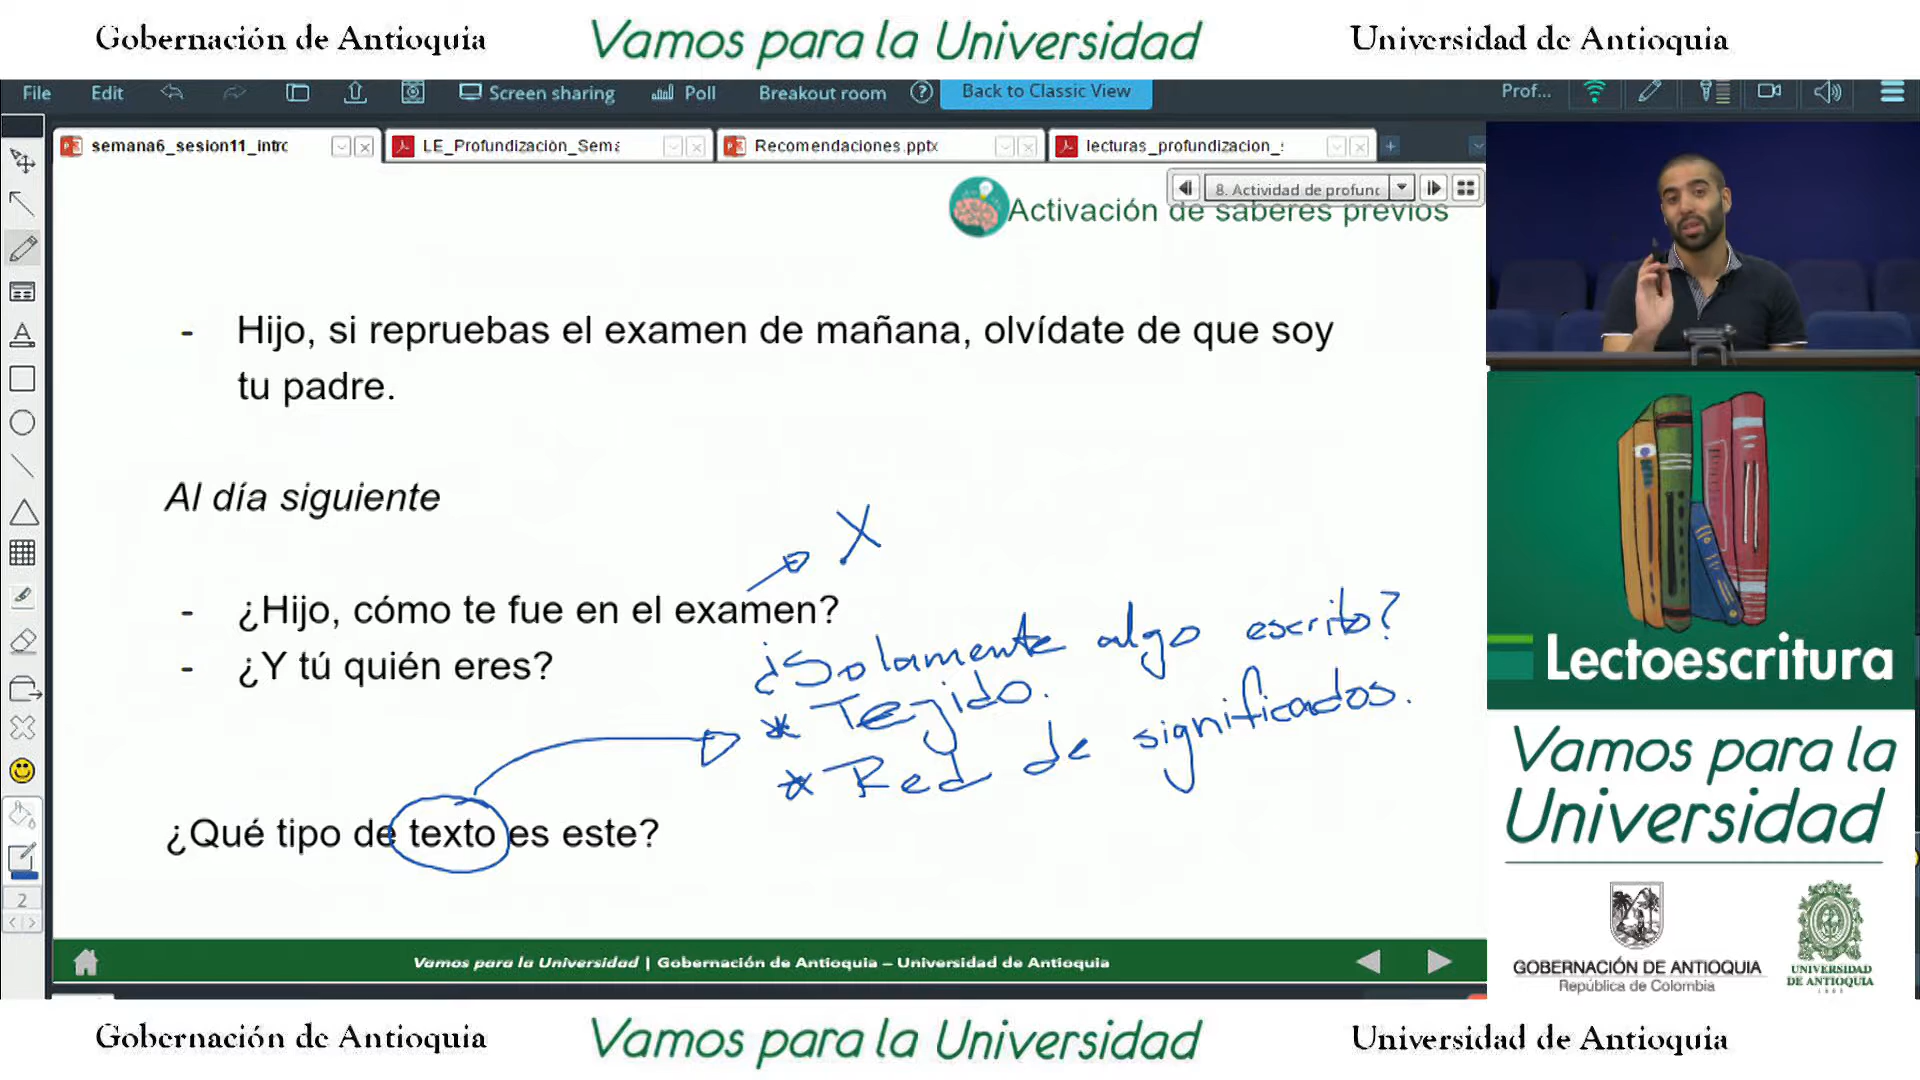 Gobernación de Antioquia
Vamos para la Universidad
Universidad de Antioquia
File Edit Screen sharing Poll Breakout room Back to Classic View Prof...
semana6_sesion11_intro
LE_Profundización_Sema
Recomendaciones.pptx
lecturas_profundizacion_s
8. Actividad de profunc
Activación de saberes previos
- Hijo, si repruebas el examen de mañana, olvídate de que soy
tu padre.
Al día siguiente
X
- ¿Hijo, cómo te fue en el examen?
- ¿Y tú quién eres?
¿Solamente algo escrito?
* Tejido.
* Red de significados.
¿Qué tipo de texto es este?
2
Vamos para la Universidad | Gobernación de Antioquia – Universidad de Antioquia
Lectoescritura
Vamos para la
Universidad
GOBERNACIÓN DE ANTIOQUIA
República de Colombia
UNIVERSIDAD
DE ANTIOQUIA
Gobernación de Antioquia
Vamos para la Universidad
Universidad de Antioquia